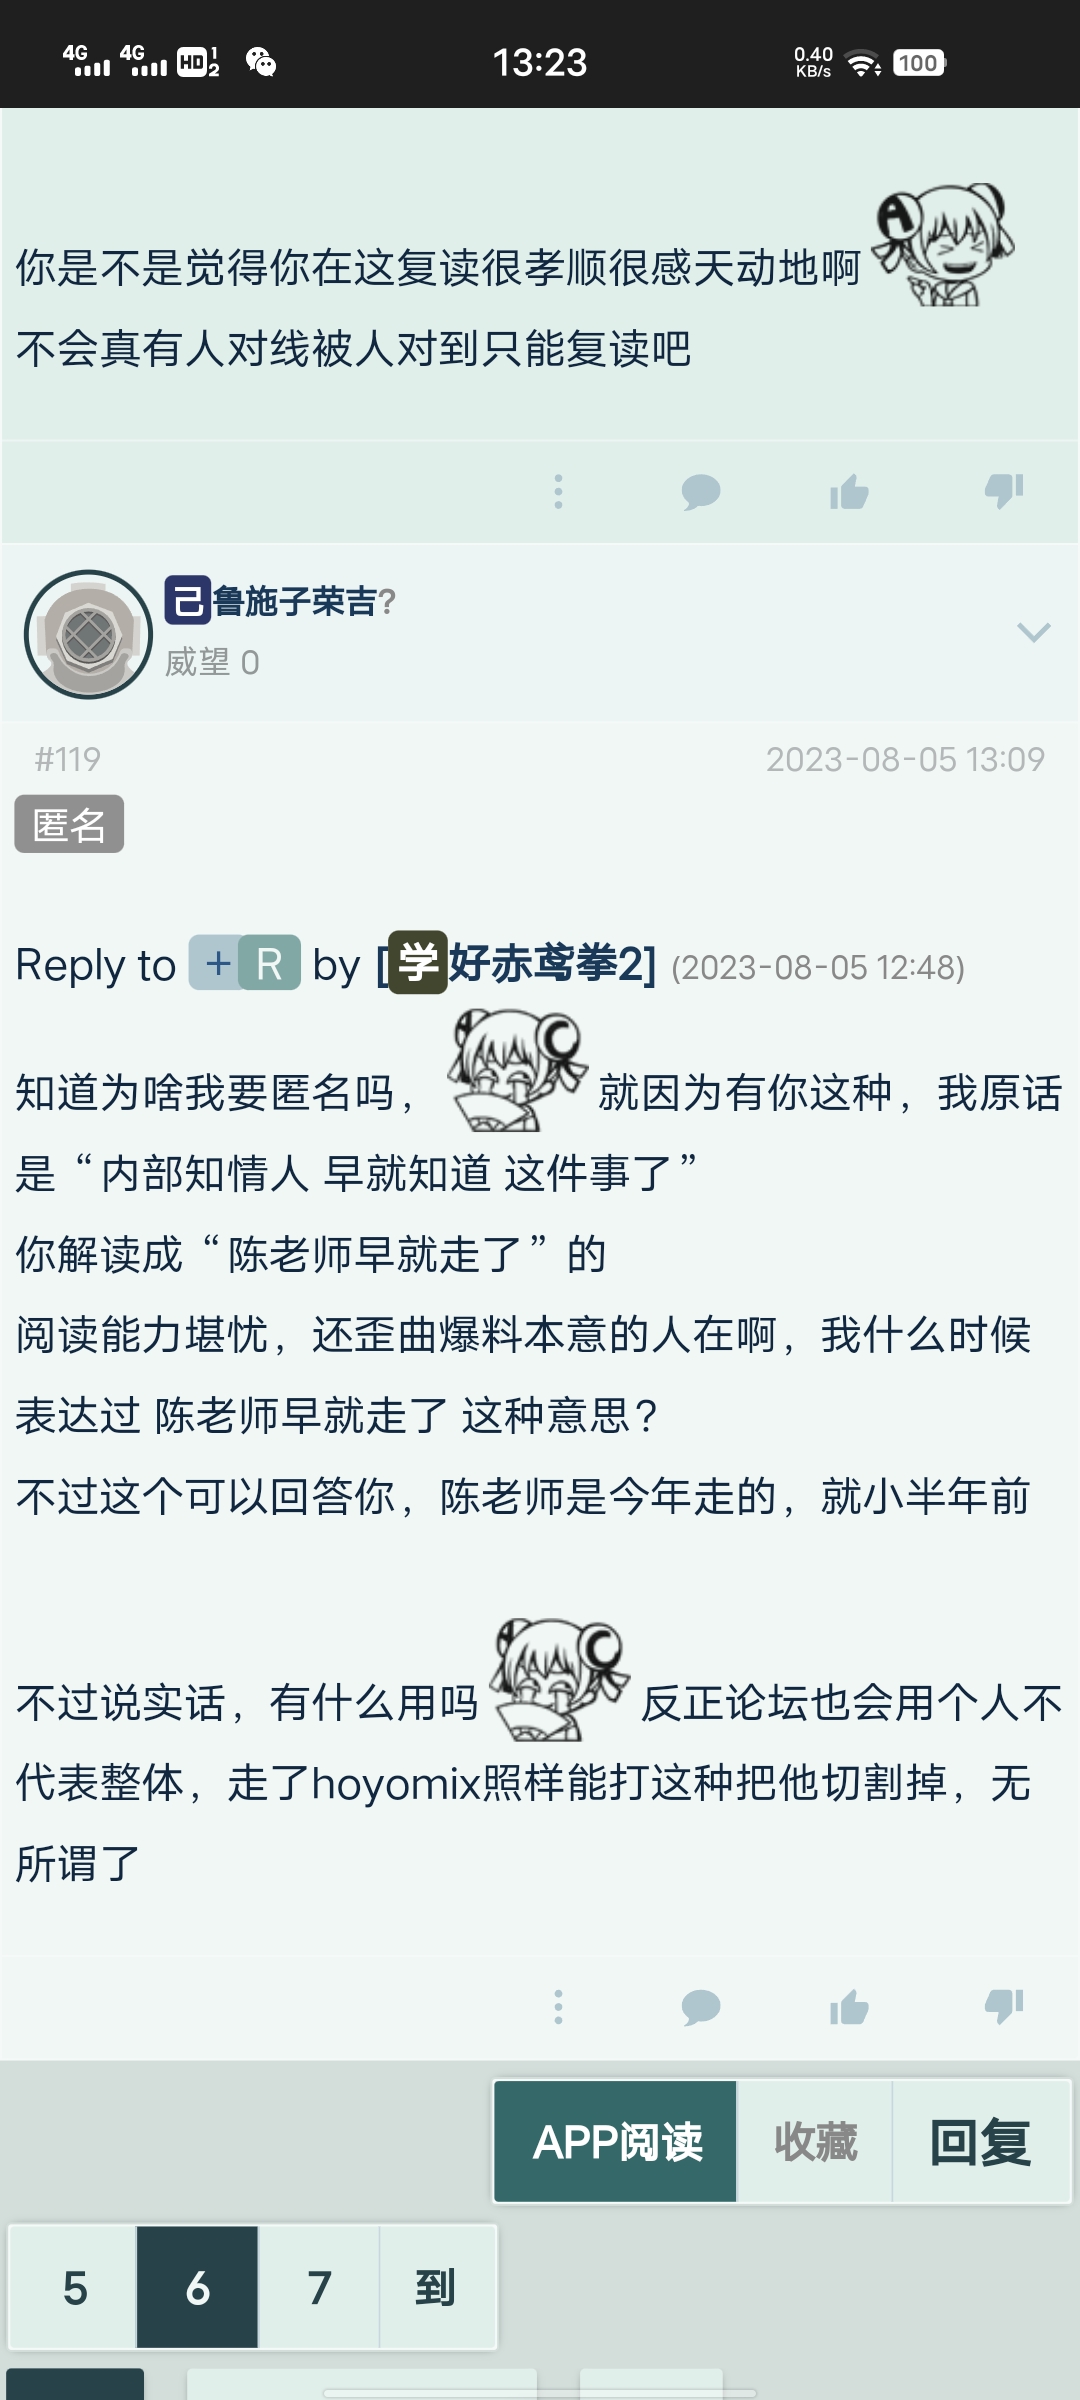 4G 4G HD 1 2 13:23 0.40 KB/s 100
你是不是觉得你在这复读很孝顺很感天动地啊
不会真有人对线被人对到只能复读吧
己鲁施子荣吉?
威望 0
#119 2023-08-05 13:09
匿名
Reply to +R by [学好赤鸢拳2] (2023-08-05 12:48)
知道为啥我要匿名吗，就因为有你这种，我原话
是“内部知情人 早就知道 这件事了”
你解读成“陈老师早就走了”的
阅读能力堪忧，还歪曲爆料本意的人在啊，我什么时候
表达过 陈老师早就走了 这种意思？
不过这个可以回答你，陈老师是今年走的，就小半年前
不过说实话，有什么用吗 反正论坛也会用个人不
代表整体，走了hoyomix照样能打这种把他切割掉，无
所谓了
APP阅读 收藏 回复
5 6 7 到